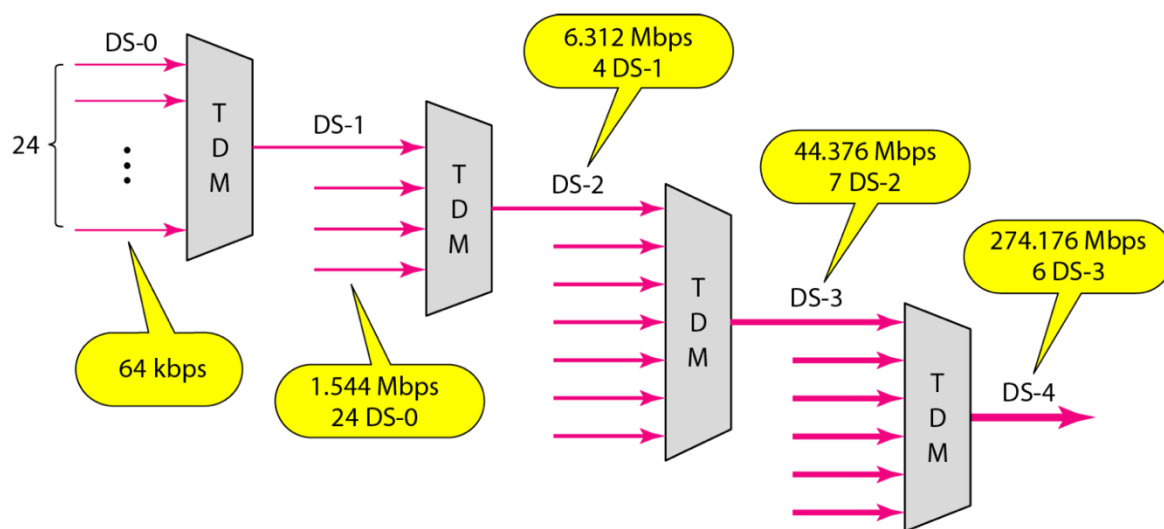 DS-0
24
T
D
M
64 kbps
DS-1
T
D
M
1.544 Mbps
24 DS-0
6.312 Mbps
4 DS-1
DS-2
T
D
M
44.376 Mbps
7 DS-2
DS-3
T
D
M
274.176 Mbps
6 DS-3
DS-4